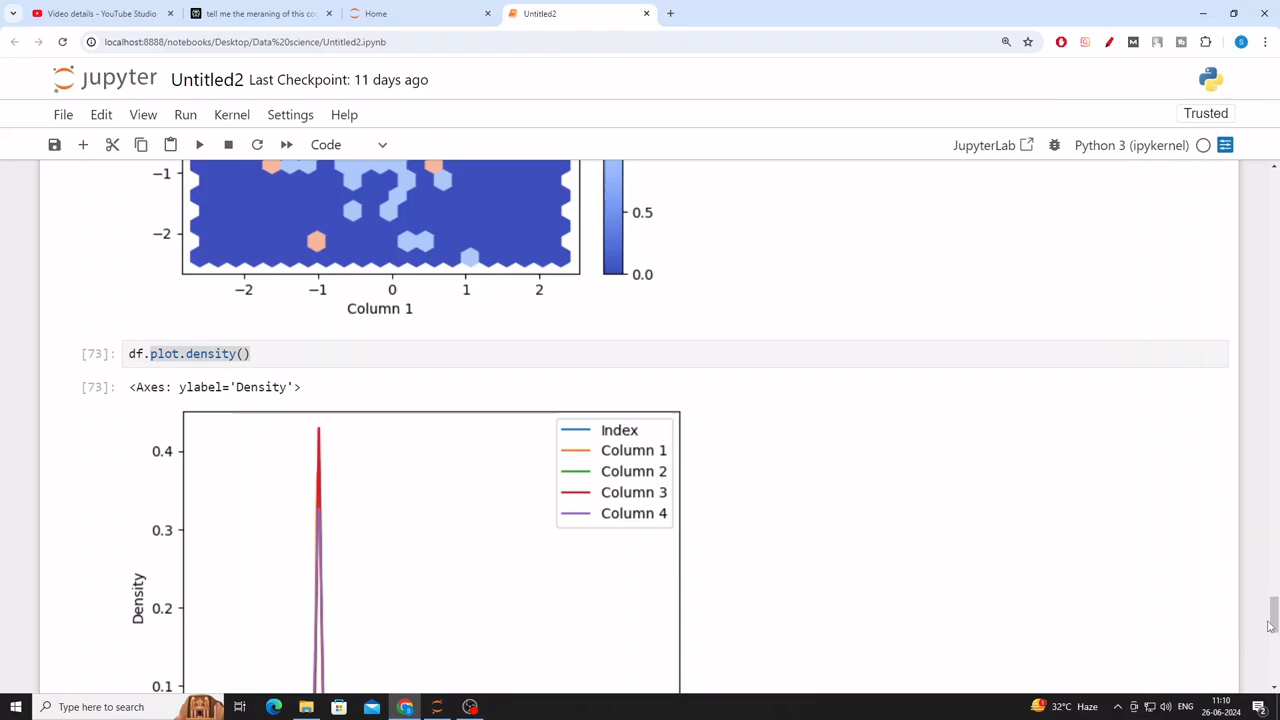 Video details - YouTube Studio
tell me the meraning of this co
Home
Untitled2
localhost:8888/notebooks/Desktop/Data%20science/Untitled2.ipynb
S
jupyter Untitled2 Last Checkpoint: 11 days ago
File Edit View Run Kernel Settings Help
Trusted
Code
JupyterLab
Python 3 (ipykernel)
−1
0.5
−2
0.0
−2 −1 0 1 2
Column 1
[73]: df.plot.density()
[73]: <Axes: ylabel='Density'>
Index
0.4
Column 1
Column 2
Column 3
Column 4
0.3
Density
0.2
0.1
Type here to search
32°C Haze
ENG
11:10
26-06-2024
2